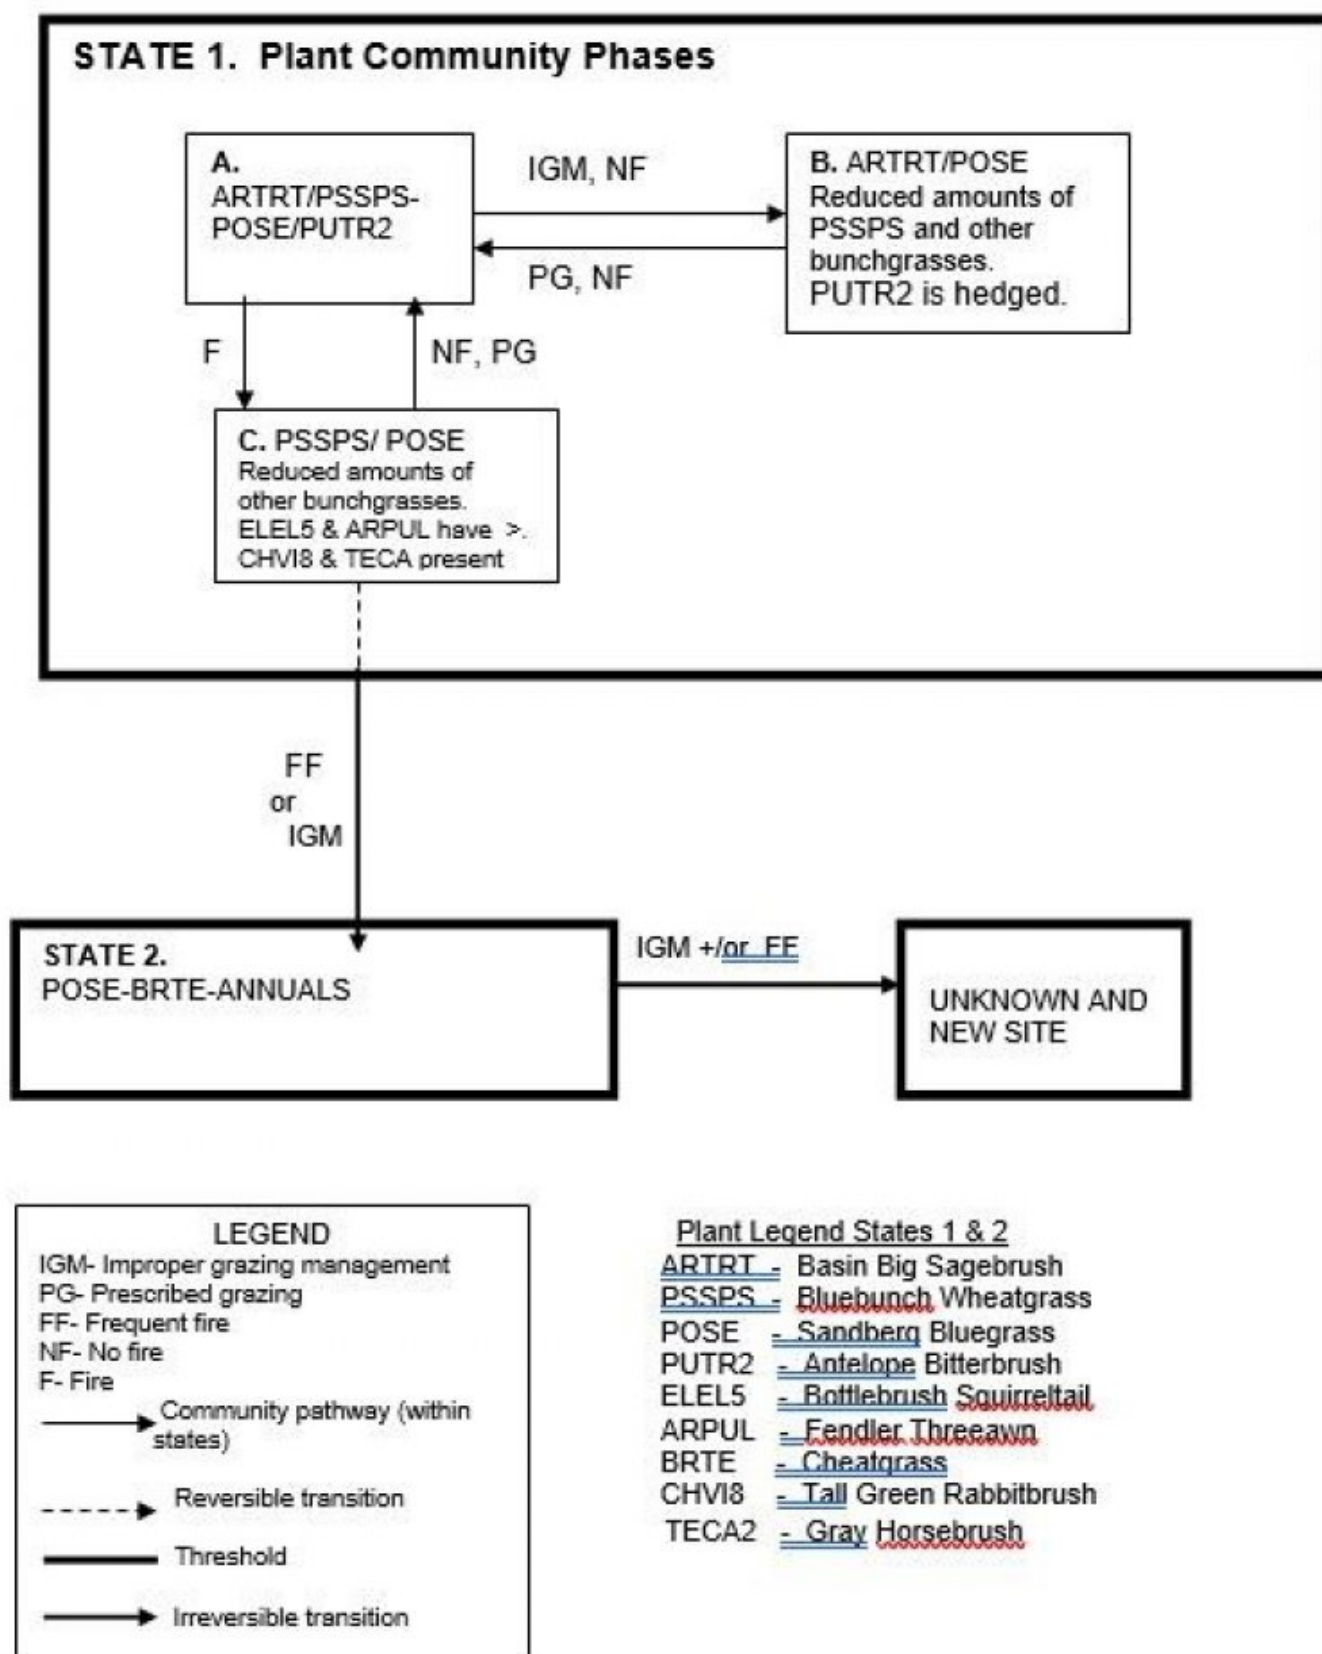 STATE 1. Plant Community Phases
A.
ARTRT/PSSPS-
POSE/PUTR2
IGM, NF
PG, NF
B. ARTRT/POSE
Reduced amounts of
PSSPS and other
bunchgrasses.
PUTR2 is hedged.
F
NF, PG
C. PSSPS/ POSE
Reduced amounts of
other bunchgrasses.
ELEL5 & ARPUL have >.
CHVI8 & TECA present
FF
or
IGM
STATE 2.
POSE-BRTE-ANNUALS
IGM +/or FF
UNKNOWN AND
NEW SITE
LEGEND
IGM- Improper grazing management
PG- Prescribed grazing
FF- Frequent fire
NF- No fire
F- Fire
Community pathway (within
states)
Reversible transition
Threshold
Irreversible transition
Plant Legend States 1 & 2
ARTRT - Basin Big Sagebrush
PSSPS - Bluebunch Wheatgrass
POSE - Sandberg Bluegrass
PUTR2 - Antelope Bitterbrush
ELEL5 - Bottlebrush Squirreltail
ARPUL - Fendler Threeawn
BRTE - Cheatgrass
CHVI8 - Tall Green Rabbitbrush
TECA2 - Gray Horsebrush